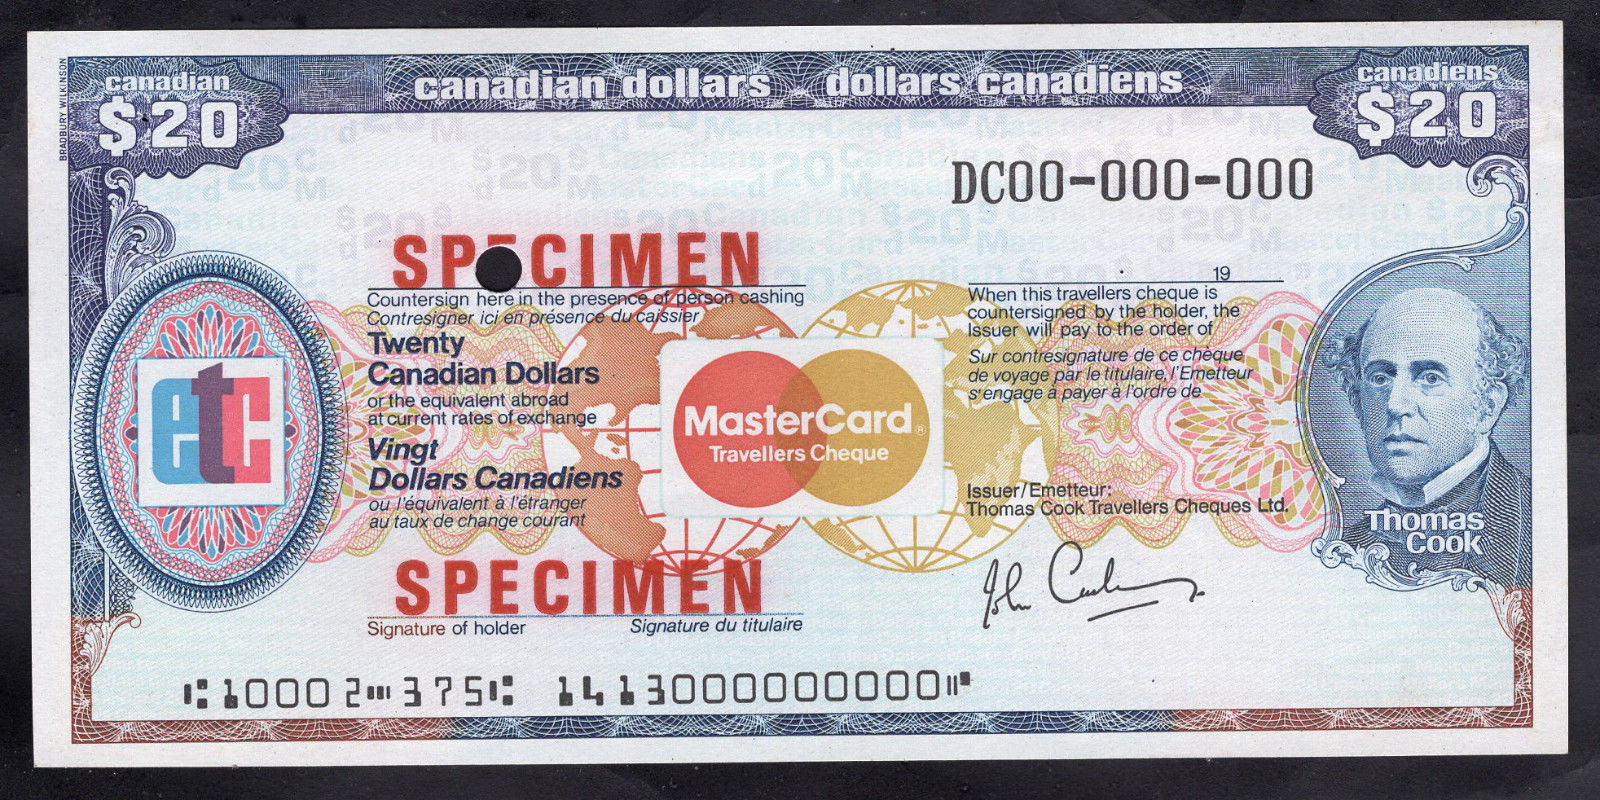 BRADBURY WILKINSON
canadian
$20
canadian dollars dollars canadiens
canadiens
$20
DC00-000-000
SPECIMEN
Countersign here in the presence of person cashing
Contresigner ici en présence du caissier
Twenty
Canadian Dollars
or the equivalent abroad
at current rates of exchange
Vingt
Dollars Canadiens
ou l'équivalent à l'étranger
au taux de change courant
etc
MasterCard®
Travellers Cheque
19
When this travellers cheque is
countersigned by the holder, the
Issuer will pay to the order of
Sur contresignature de ce chèque
de voyage par le titulaire, l'Emetteur
s'engage à payer à l'ordre de
Issuer/Emetteur:
Thomas Cook Travellers Cheques Ltd.
Thomas
Cook
SPECIMEN
Signature of holder Signature du titulaire
⑆10002⑉375⑆ 1413000000000⑈